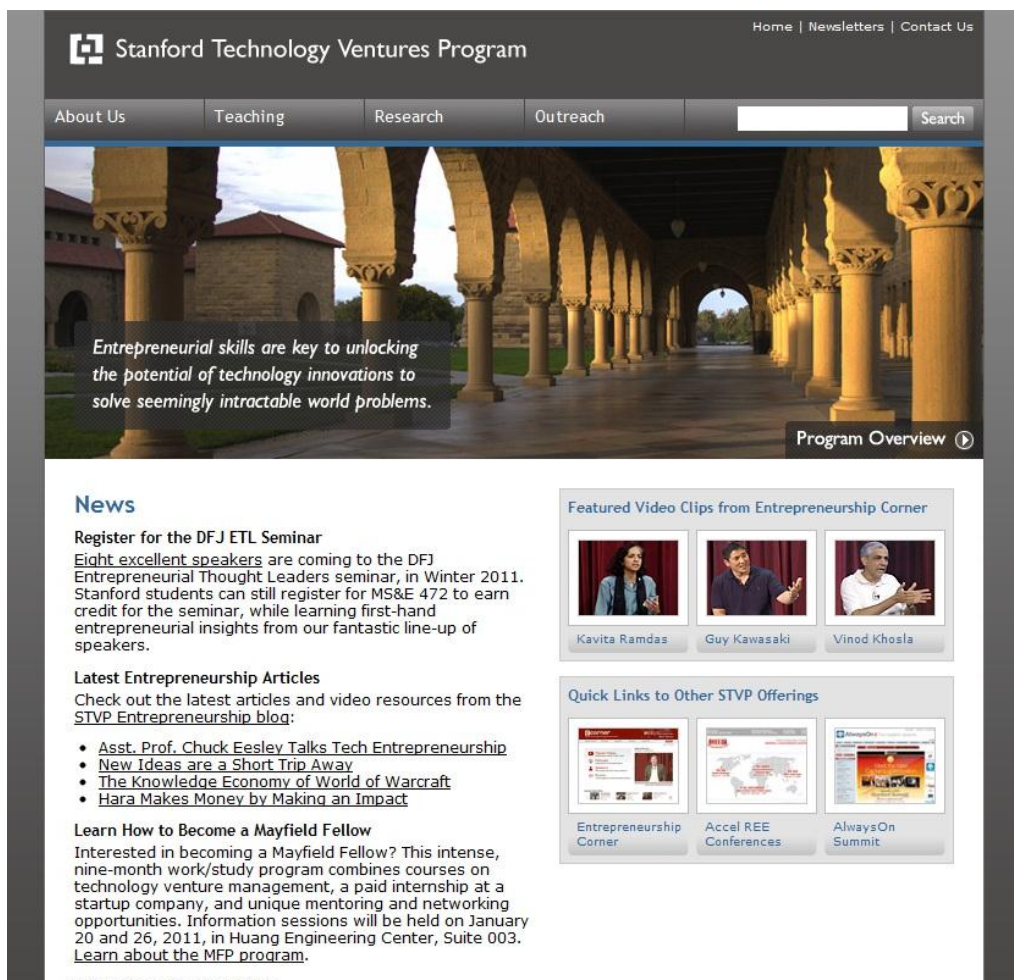 Home | Newsletters | Contact Us
Stanford Technology Ventures Program
About Us
Teaching
Research
Outreach
Search
Entrepreneurial skills are key to unlocking
the potential of technology innovations to
solve seemingly intractable world problems.
Program Overview
News
Register for the DFJ ETL Seminar
Eight excellent speakers are coming to the DFJ
Entrepreneurial Thought Leaders seminar, in Winter 2011.
Stanford students can still register for MS&E 472 to earn
credit for the seminar, while learning first-hand
entrepreneurial insights from our fantastic line-up of
speakers.
Latest Entrepreneurship Articles
Check out the latest articles and video resources from the
STVP Entrepreneurship blog:
• Asst. Prof. Chuck Eesley Talks Tech Entrepreneurship
• New Ideas are a Short Trip Away
• The Knowledge Economy of World of Warcraft
• Hara Makes Money by Making an Impact
Learn How to Become a Mayfield Fellow
Interested in becoming a Mayfield Fellow? This intense,
nine-month work/study program combines courses on
technology venture management, a paid internship at a
startup company, and unique mentoring and networking
opportunities. Information sessions will be held on January
20 and 26, 2011, in Huang Engineering Center, Suite 003.
Learn about the MFP program.
Featured Video Clips from Entrepreneurship Corner
Kavita Ramdas
Guy Kawasaki
Vinod Khosla
Quick Links to Other STVP Offerings
ecorner
AlwaysOn
Entrepreneurship
Corner
Accel REE
Conferences
AlwaysOn
Summit